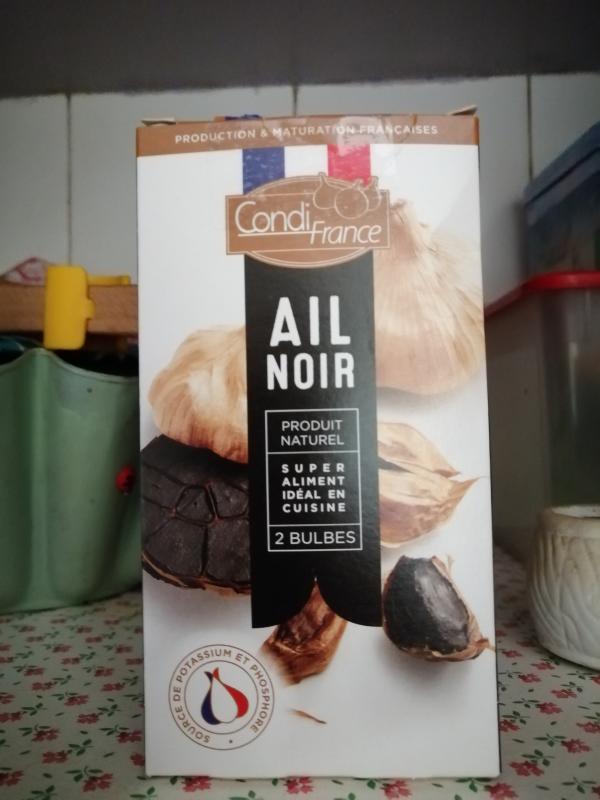 PRODUCTION & MATURATION FRANÇAISES
Condi
France
AIL
NOIR
PRODUIT
NATUREL
SUPER
ALIMENT
IDÉAL EN
CUISINE
2 BULBES
SOURCE DE POTASSIUM ET PHOSPHORE